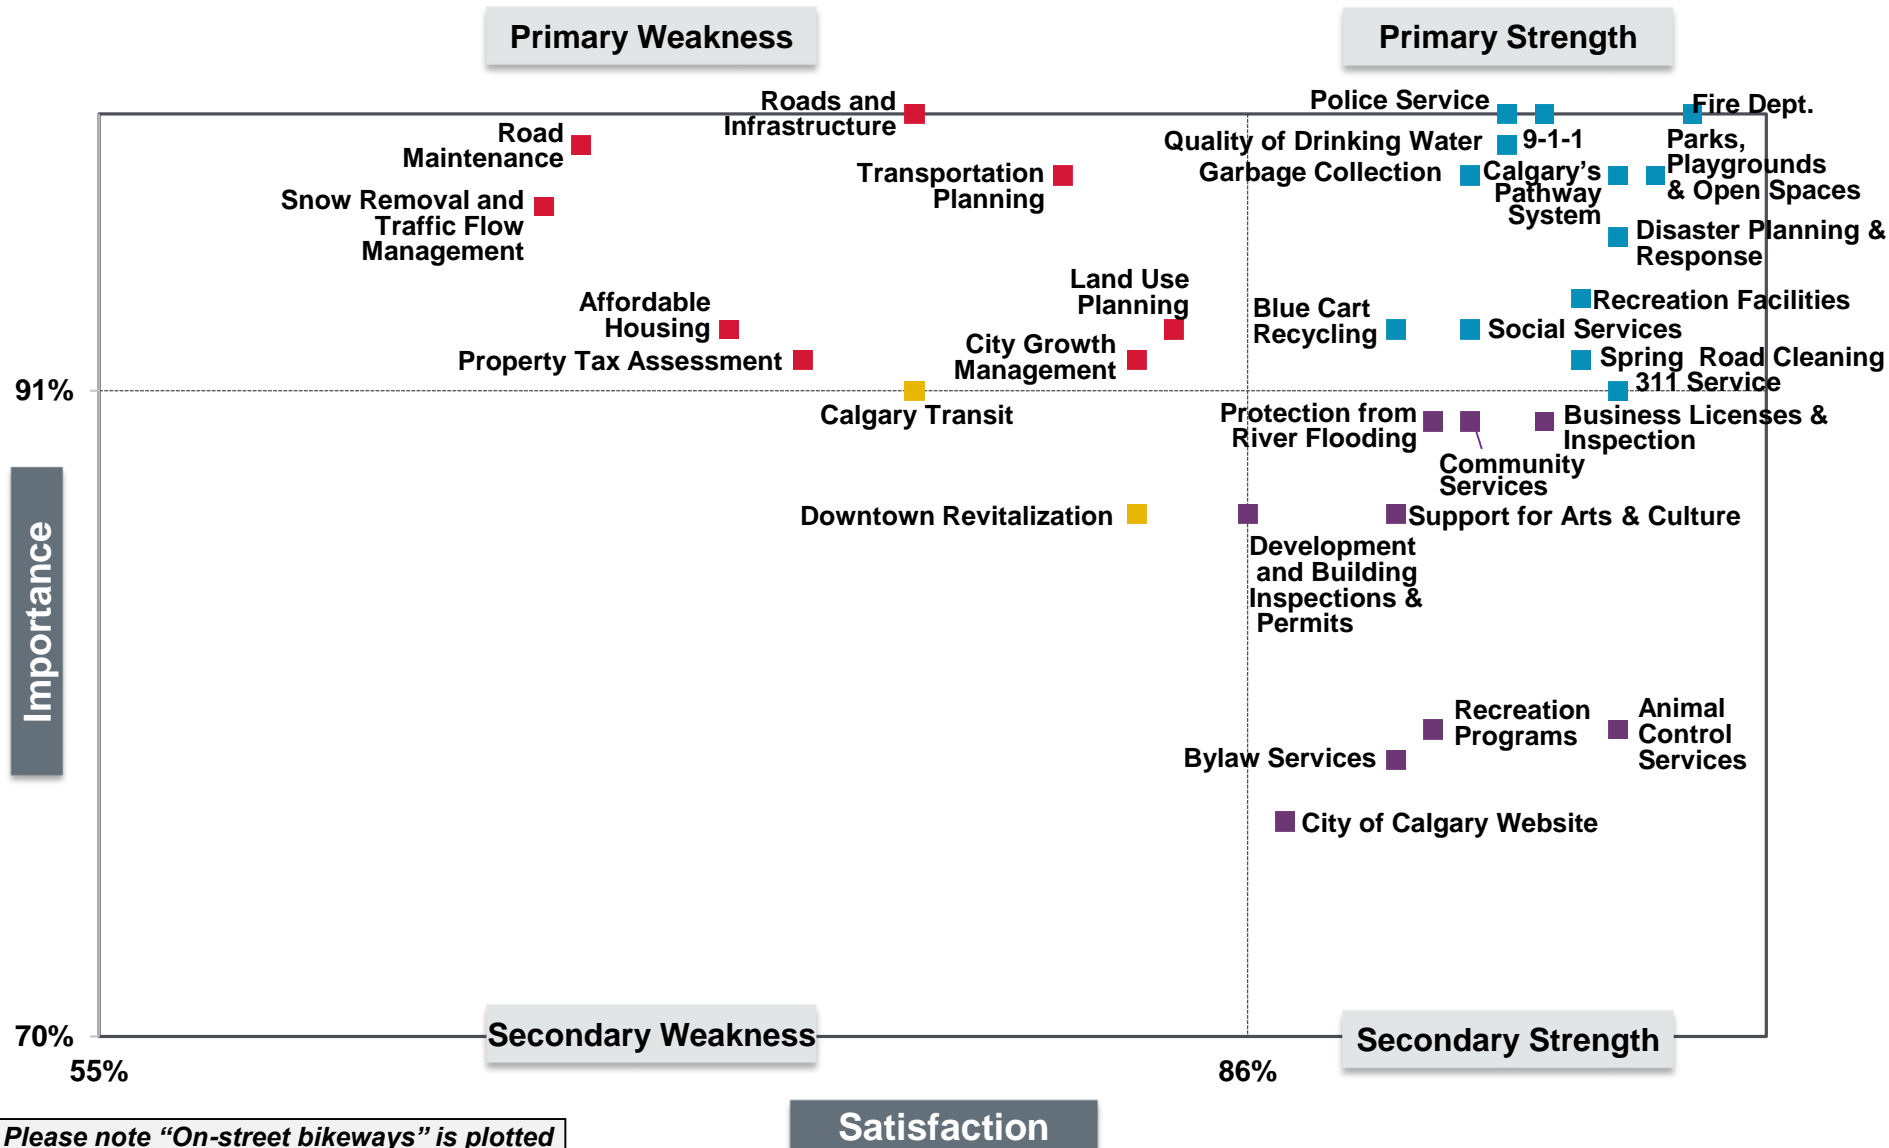 Primary Weakness
Primary Strength
Roads and
Infrastructure
Police Service
Fire Dept.
Road
Maintenance
Quality of Drinking Water
9-1-1
Parks,
Playgrounds
& Open Spaces
Transportation
Planning
Garbage Collection
Calgary’s
Pathway
System
Snow Removal and
Traffic Flow
Management
Disaster Planning &
Response
Land Use
Planning
Affordable
Housing
Blue Cart
Recycling
Recreation Facilities
Social Services
City Growth
Management
Property Tax Assessment
Spring Road Cleaning
311 Service
91%
Calgary Transit
Protection from
River Flooding
Business Licenses &
Inspection
Community
Services
Downtown Revitalization
Support for Arts & Culture
Development
and Building
Inspections &
Permits
Importance
Recreation
Programs
Animal
Control
Services
Bylaw Services
City of Calgary Website
70%
Secondary Weakness
Secondary Strength
55%
86%
Satisfaction
Please note “On-street bikeways” is plotted